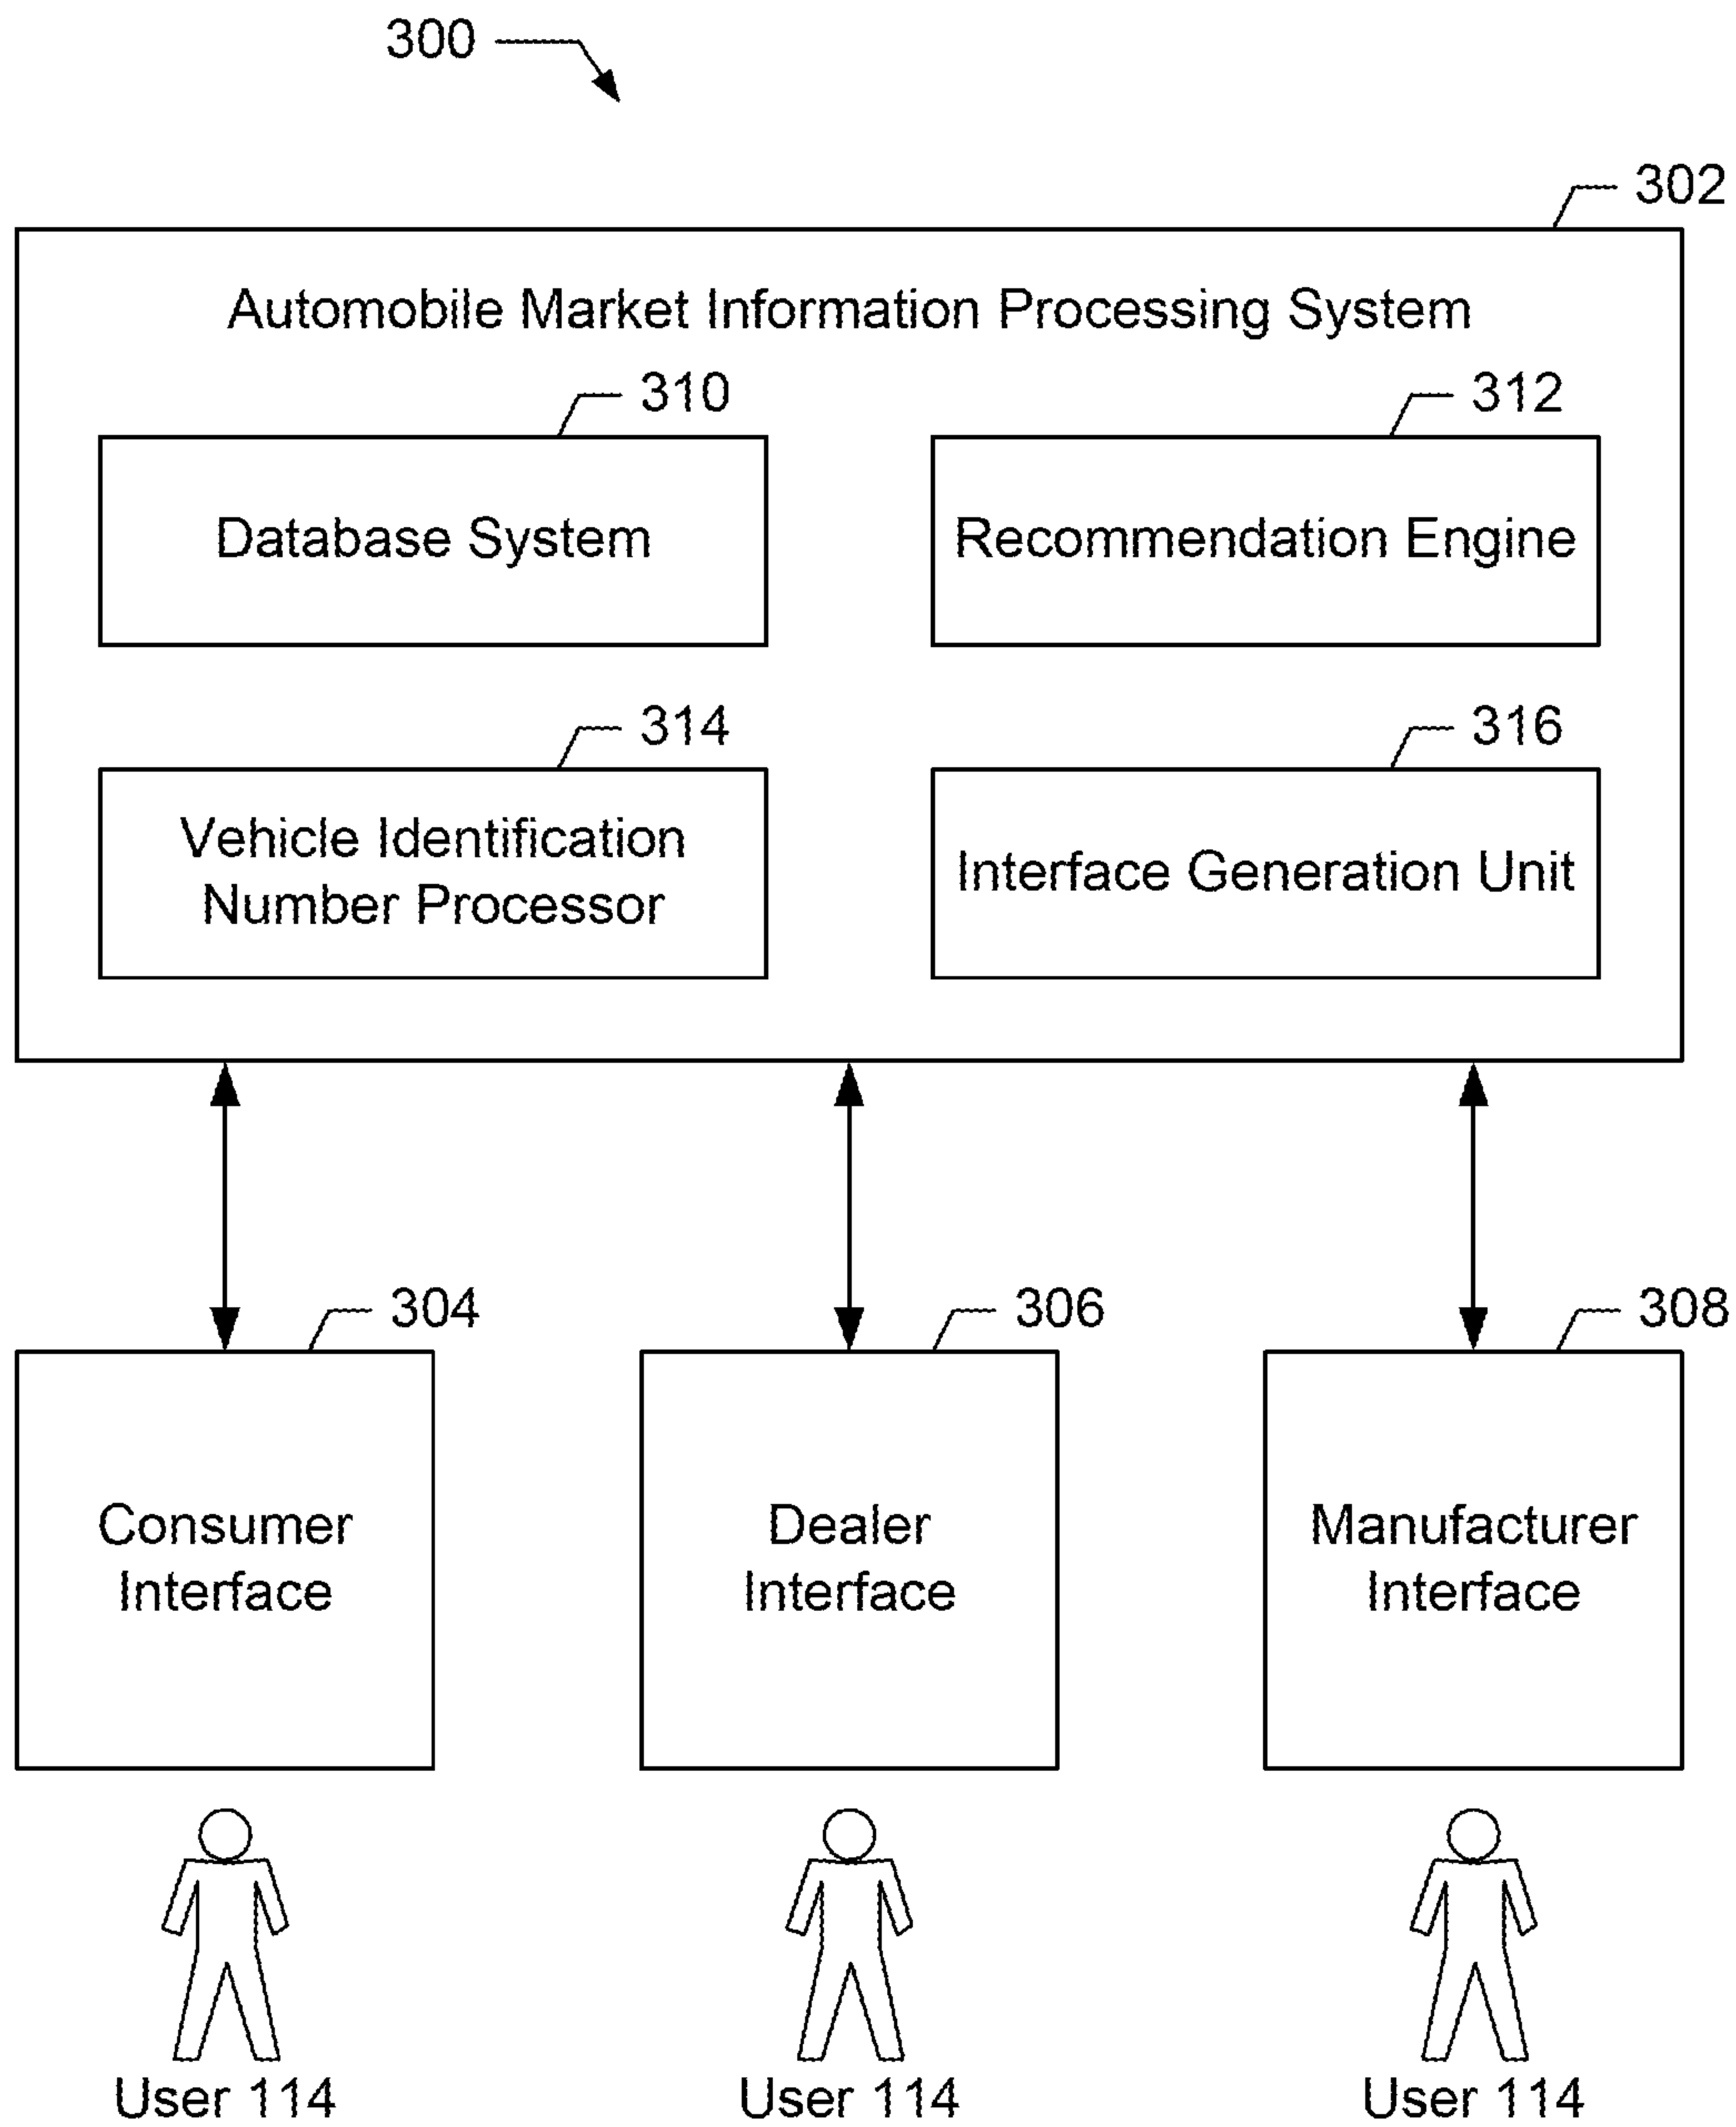 300
302
Automobile Market Information Processing System
310
312
Database System
Recommendation Engine
314
316
Vehicle Identification
Number Processor
Interface Generation Unit
304
306
308
Consumer
Interface
Dealer
Interface
Manufacturer
Interface
User 114
User 114
User 114